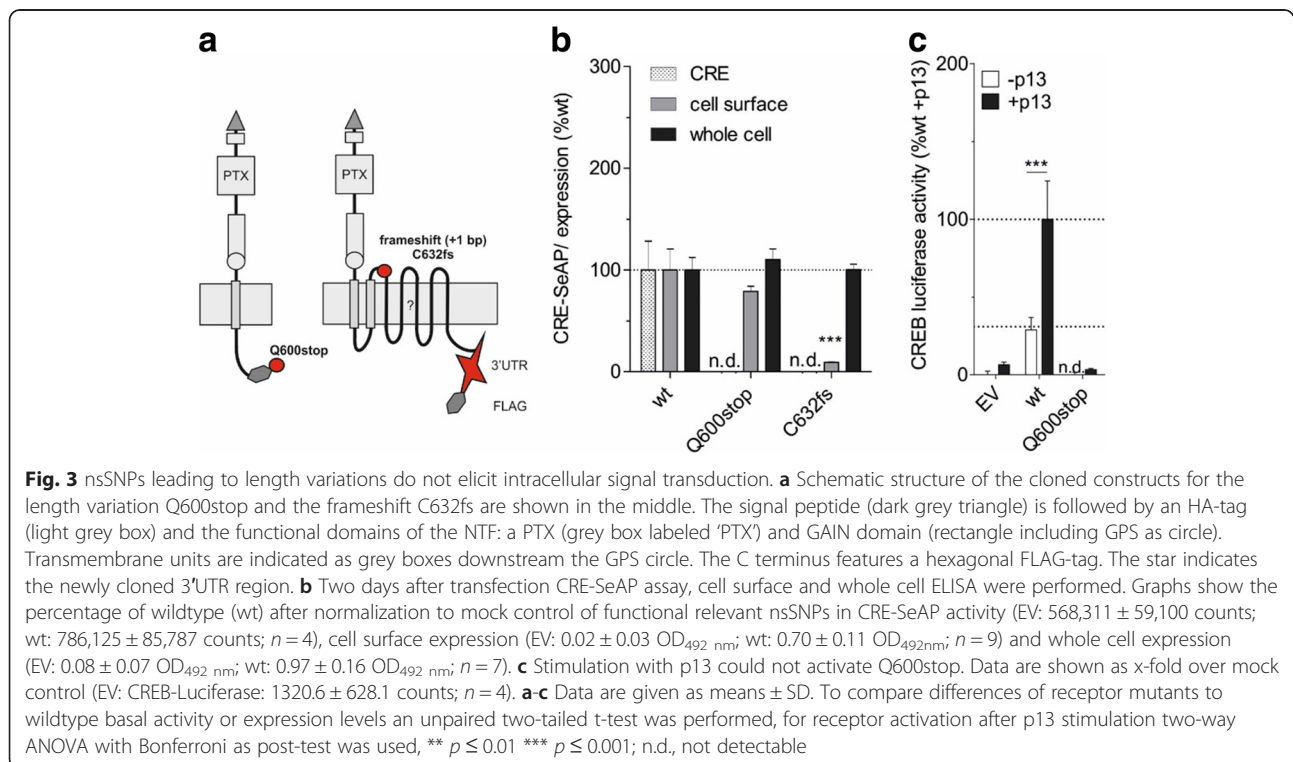 a
PTX
Q600stop
PTX
frameshift (+1 bp)
C632fs
?
3'UTR
FLAG
b
CRE-SeAP/ expression (%wt)
300
200
100
0
CRE
cell surface
whole cell
n.d.
n.d.
***
wt
Q600stop
C632fs
c
CREB luciferase activity (%wt +p13)
200
100
0
-p13
+p13
***
n.d.
EV
wt
Q600stop
Fig. 3 nsSNPs leading to length variations do not elicit intracellular signal transduction. a Schematic structure of the cloned constructs for the
length variation Q600stop and the frameshift C632fs are shown in the middle. The signal peptide (dark grey triangle) is followed by an HA-tag
(light grey box) and the functional domains of the NTF: a PTX (grey box labeled ‘PTX’) and GAIN domain (rectangle including GPS as circle).
Transmembrane units are indicated as grey boxes downstream the GPS circle. The C terminus features a hexagonal FLAG-tag. The star indicates
the newly cloned 3′UTR region. b Two days after transfection CRE-SeAP assay, cell surface and whole cell ELISA were performed. Graphs show the
percentage of wildtype (wt) after normalization to mock control of functional relevant nsSNPs in CRE-SeAP activity (EV: 568,311 ± 59,100 counts;
wt: 786,125 ± 85,787 counts; n = 4), cell surface expression (EV: 0.02 ± 0.03 OD492 nm; wt: 0.70 ± 0.11 OD492nm; n = 9) and whole cell expression
(EV: 0.08 ± 0.07 OD492 nm; wt: 0.97 ± 0.16 OD492 nm; n = 7). c Stimulation with p13 could not activate Q600stop. Data are shown as x-fold over mock
control (EV: CREB-Luciferase: 1320.6 ± 628.1 counts; n = 4). a-c Data are given as means ± SD. To compare differences of receptor mutants to
wildtype basal activity or expression levels an unpaired two-tailed t-test was performed, for receptor activation after p13 stimulation two-way
ANOVA with Bonferroni as post-test was used, ** p ≤ 0.01 *** p ≤ 0.001; n.d., not detectable